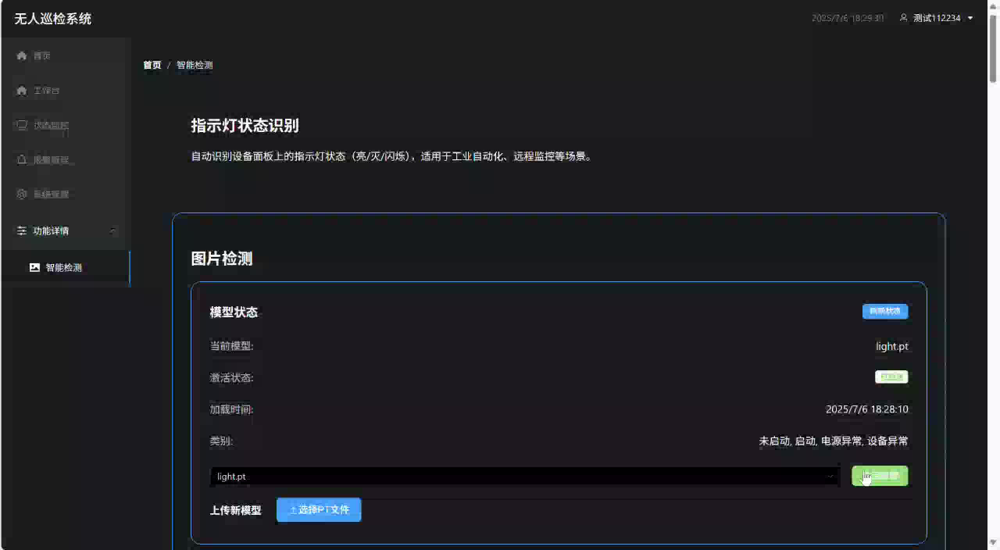 无人巡检系统
2025/7/6 18:29:30
测试112234
首页
工作台
状态监控
报警管理
系统管理
功能详情
智能检测
首页 / 智能检测
指示灯状态识别
自动识别设备面板上的指示灯状态（亮/灭/闪烁），适用于工业自动化、远程监控等场景。
图片检测
模型状态
刷新状态
当前模型:
light.pt
激活状态:
已激活
加载时间:
2025/7/6 18:28:10
类别:
未启动, 启动, 电源异常, 设备异常
light.pt
上传新模型
选择PT文件